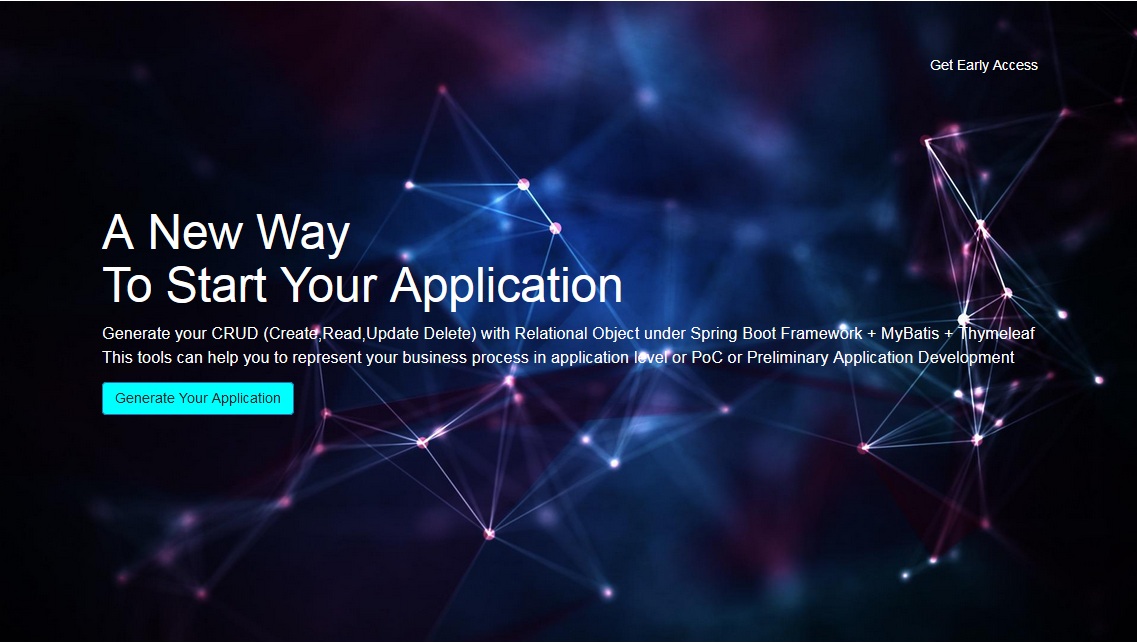 Get Early Access
A New Way
To Start Your Application
Generate your CRUD (Create,Read,Update Delete) with Relational Object under Spring Boot Framework + MyBatis + Thymeleaf
This tools can help you to represent your business process in application level or PoC or Preliminary Application Development
Generate Your Application